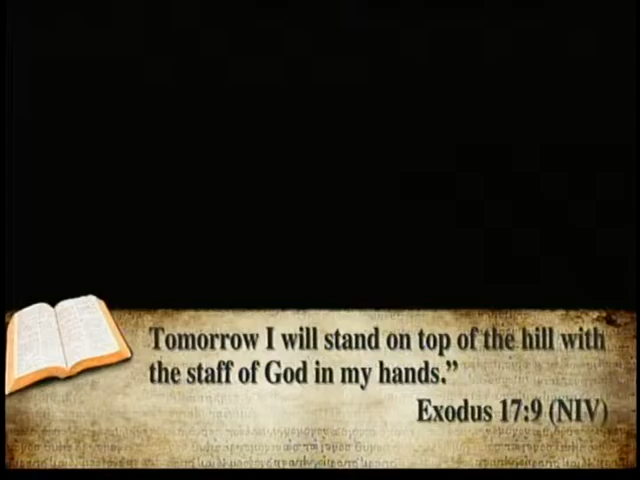 Tomorrow I will stand on top of the hill with
the staff of God in my hands.”
Exodus 17:9 (NIV)